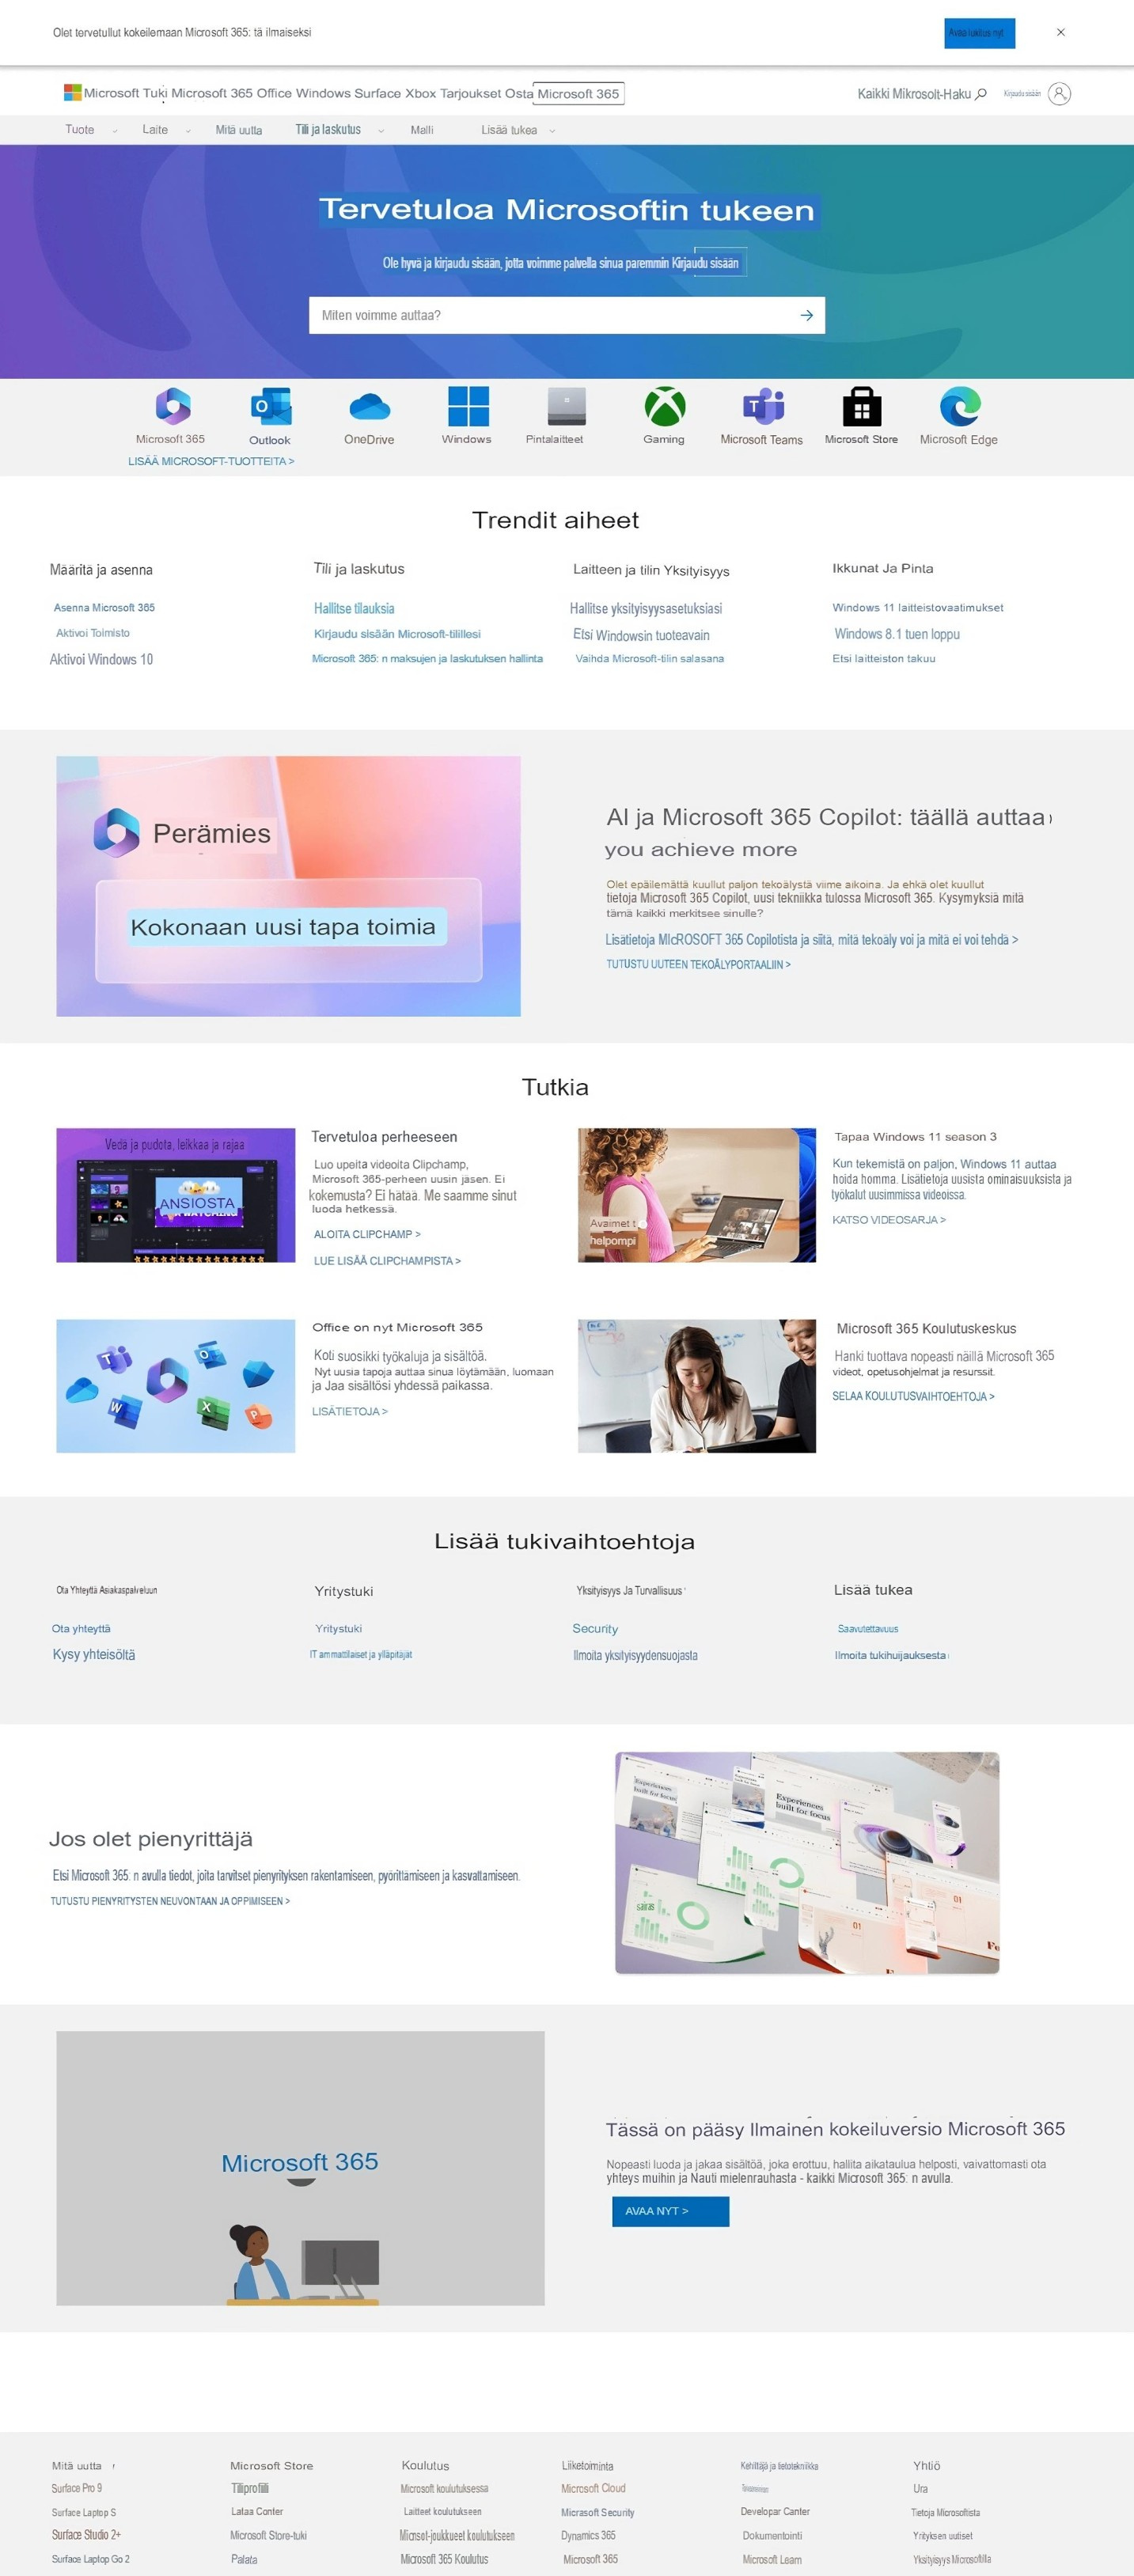 Olet tervetullut kokeilemaan Microsoft 365: tä ilmaiseksi
Avaa lukitus nyt
Microsoft Tuki Microsoft 365 Office Windows Surface Xbox Tarjoukset Osta Microsoft 365
Kaikki Mikrosolt-Haku
Kirjaudu sisään
Tuote Laite Mitä uutta Tili ja laskutus Malli Lisää tukea
Tervetuloa Microsoftin tukeen
Ole hyvä ja kirjaudu sisään, jotta voimme palvella sinua paremmin Kirjaudu sisään
Miten voimme auttaa?
Microsoft 365 Outlook OneDrive Windows Pintalaitteet Gaming Microsoft Teams Microsoft Store Microsoft Edge
LISÄÄ MICROSOFT-TUOTTEITA >
Trendit aiheet
Määritä ja asenna
Asenna Microsoft 365
Aktivoi Toimisto
Aktivoi Windows 10
Tili ja laskutus
Hallitse tilauksia
Kirjaudu sisään Microsoft-tilillesi
Microsoft 365: n maksujen ja laskutuksen hallinta
Laitteen ja tilin Yksityisyys
Hallitse yksityisyysasetuksiasi
Etsi Windowsin tuoteavain
Vaihda Microsoft-tilin salasana
Ikkunat Ja Pinta
Windows 11 laitteistovaatimukset
Windows 8.1 tuen loppu
Etsi laitteiston takuu
Perämies
Kokonaan uusi tapa toimia
AI ja Microsoft 365 Copilot: täällä auttaa
you achieve more
Olet epäilemättä kuullut paljon tekoälystä viime aikoina. Ja ehkä olet kuullut
tietoja Microsoft 365 Copilot, uusi tekniikka tulossa Microsoft 365. Kysymyksiä mitä
tämä kaikki merkitsee sinulle?
Lisätietoja MIcROSOFT 365 Copilotista ja siitä, mitä tekoäly voi ja mitä ei voi tehdä >
TUTUSTU UUTEEN TEKOÄLYPORTAALIIN >
Tutkia
Vedä ja pudota, leikkaa ja rajaa
ANSIOSTA
Tervetuloa perheeseen
Luo upeita videoita Clipchamp,
Microsoft 365-perheen uusin jäsen. Ei
kokemusta? Ei hätää. Me saamme sinut
luoda hetkessä.
ALOITA CLIPCHAMP >
LUE LISÄÄ CLIPCHAMPISTA >
Avaimet t
helpompi
Tapaa Windows 11 season 3
Kun tekemistä on paljon, Windows 11 auttaa
hoida homma. Lisätietoja uusista ominaisuuksista ja
työkalut uusimmissa videoissa.
KATSO VIDEOSARJA >
Office on nyt Microsoft 365
Koti suosikki työkaluja ja sisältöä.
Nyt uusia tapoja auttaa sinua löytämään, luomaan
ja Jaa sisältösi yhdessä paikassa.
LISÄTIETOJA >
Microsoft 365 Koulutuskeskus
Hanki tuottava nopeasti näillä Microsoft 365
videot, opetusohjelmat ja resurssit.
SELAA KOULUTUSVAIHTOEHTOJA >
Lisää tukivaihtoehtoja
Ota Yhteyttä Asiakaspalveluun
Ota yhteyttä
Kysy yhteisöltä
Yritystuki
Yritystuki
IT ammattilaiset ja ylläpitäjät
Yksityisyys Ja Turvallisuus
Security
Ilmoita yksityisyydensuojasta
Lisää tukea
Saavutettavuus
Ilmoita tukihuijauksesta
Jos olet pienyrittäjä
Etsi Microsoft 365: n avulla tiedot, joita tarvitset pienyrityksen rakentamiseen, pyörittämiseen ja kasvattamiseen.
TUTUSTU PIENYRITYSTEN NEUVONTAAN JA OPPIMISEEN >
Experiences
built for focus
Experiences
built for focus
sairas
01
01
Microsoft 365
Tässä on pääsy Ilmainen kokeiluversio Microsoft 365
Nopeasti luoda ja jakaa sisältöä, joka erottuu, hallita aikataulua helposti, vaivattomasti ota
yhteys muihin ja Nauti mielenrauhasta - kaikki Microsoft 365: n avulla.
AVAA NYT >
Mitä uutta
Surface Pro 9
Surface Laptop S
Surface Studio 2+
Surface Laptop Go 2
Microsoft Store
Tiliprofiili
Lataa Conter
Microsoft Store-tuki
Palata
Koulutus
Microsoft koulutuksessa
Laitteet koulutukseen
Micnsot-joukkueet koulutukseen
Microsoft 365 Koulutus
Liiketoiminta
Microsoft Cloud
Micrasoft Security
Dynamics 365
Microsoft 365
Kehittäjä ja tietotekniikka
Developar Canter
Dokumentointi
Microsoft Learn
Yhtiö
Ura
Tietoja Microsoftista
Yrityksen uutiset
Yksityisyys Microsoftilla